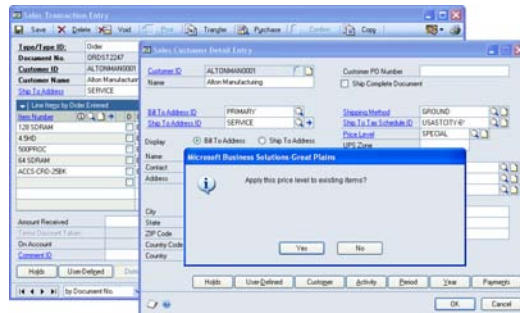 Sales Transaction Entry
Save Delete Void Post Transfer Purchase Confirm Copy
Type/Type ID: Order
Document No. ORDST2247
Customer ID ALTONMAN0001
Customer Name Alton Manufactur
Ship To Address SERVICE
Line Items by Order Entered
Item Number D
128 SDRAM
4.5HD
500PROC
64 SDRAM
ACCS-CRD-25BK
Amount Received
Terms Discount Taken
On Account
Comment ID
Holds User-Defined
by Document No.
Sales Customer Detail Entry
Customer ID ALTONMAN0001 Customer PO Number
Name Alton Manufacturing Ship Complete Document
Bill To Address ID PRIMARY Shipping Method GROUND
Ship To Address ID SERVICE Ship To Tax Schedule ID USASTCITY-6*
Price Level SPECIAL
Display Bill To Address Ship To Address UPS Zone
Name
Contact
Address
City
State
ZIP Code
Country Code
Country
Microsoft Business Solutions-Great Plains
Apply this price level to existing items?
Yes No
Holds User-Defined Customer Activity Period Year Payments
OK Cancel